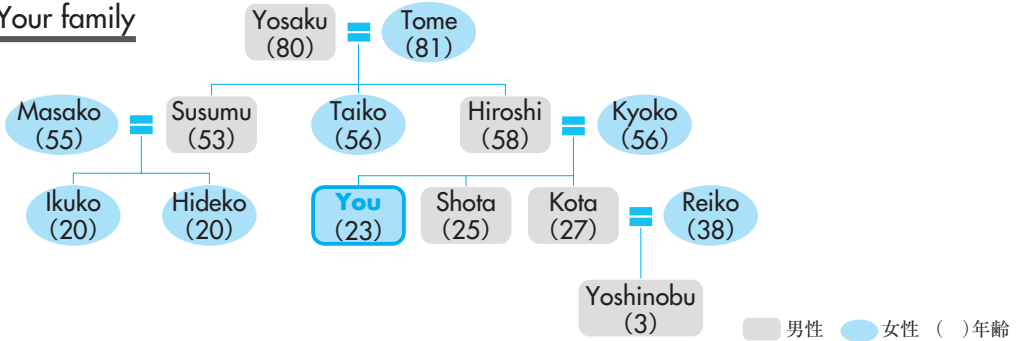 Your family
Yosaku
（80）
Tome
（81）
Masako
（55）
Susumu
（53）
Taiko
（56）
Hiroshi
（58）
Kyoko
（56）
Ikuko
（20）
Hideko
（20）
You
（23）
Shota
（25）
Kota
（27）
Reiko
（38）
Yoshinobu
（3）
男性 女性 （ ）年齢